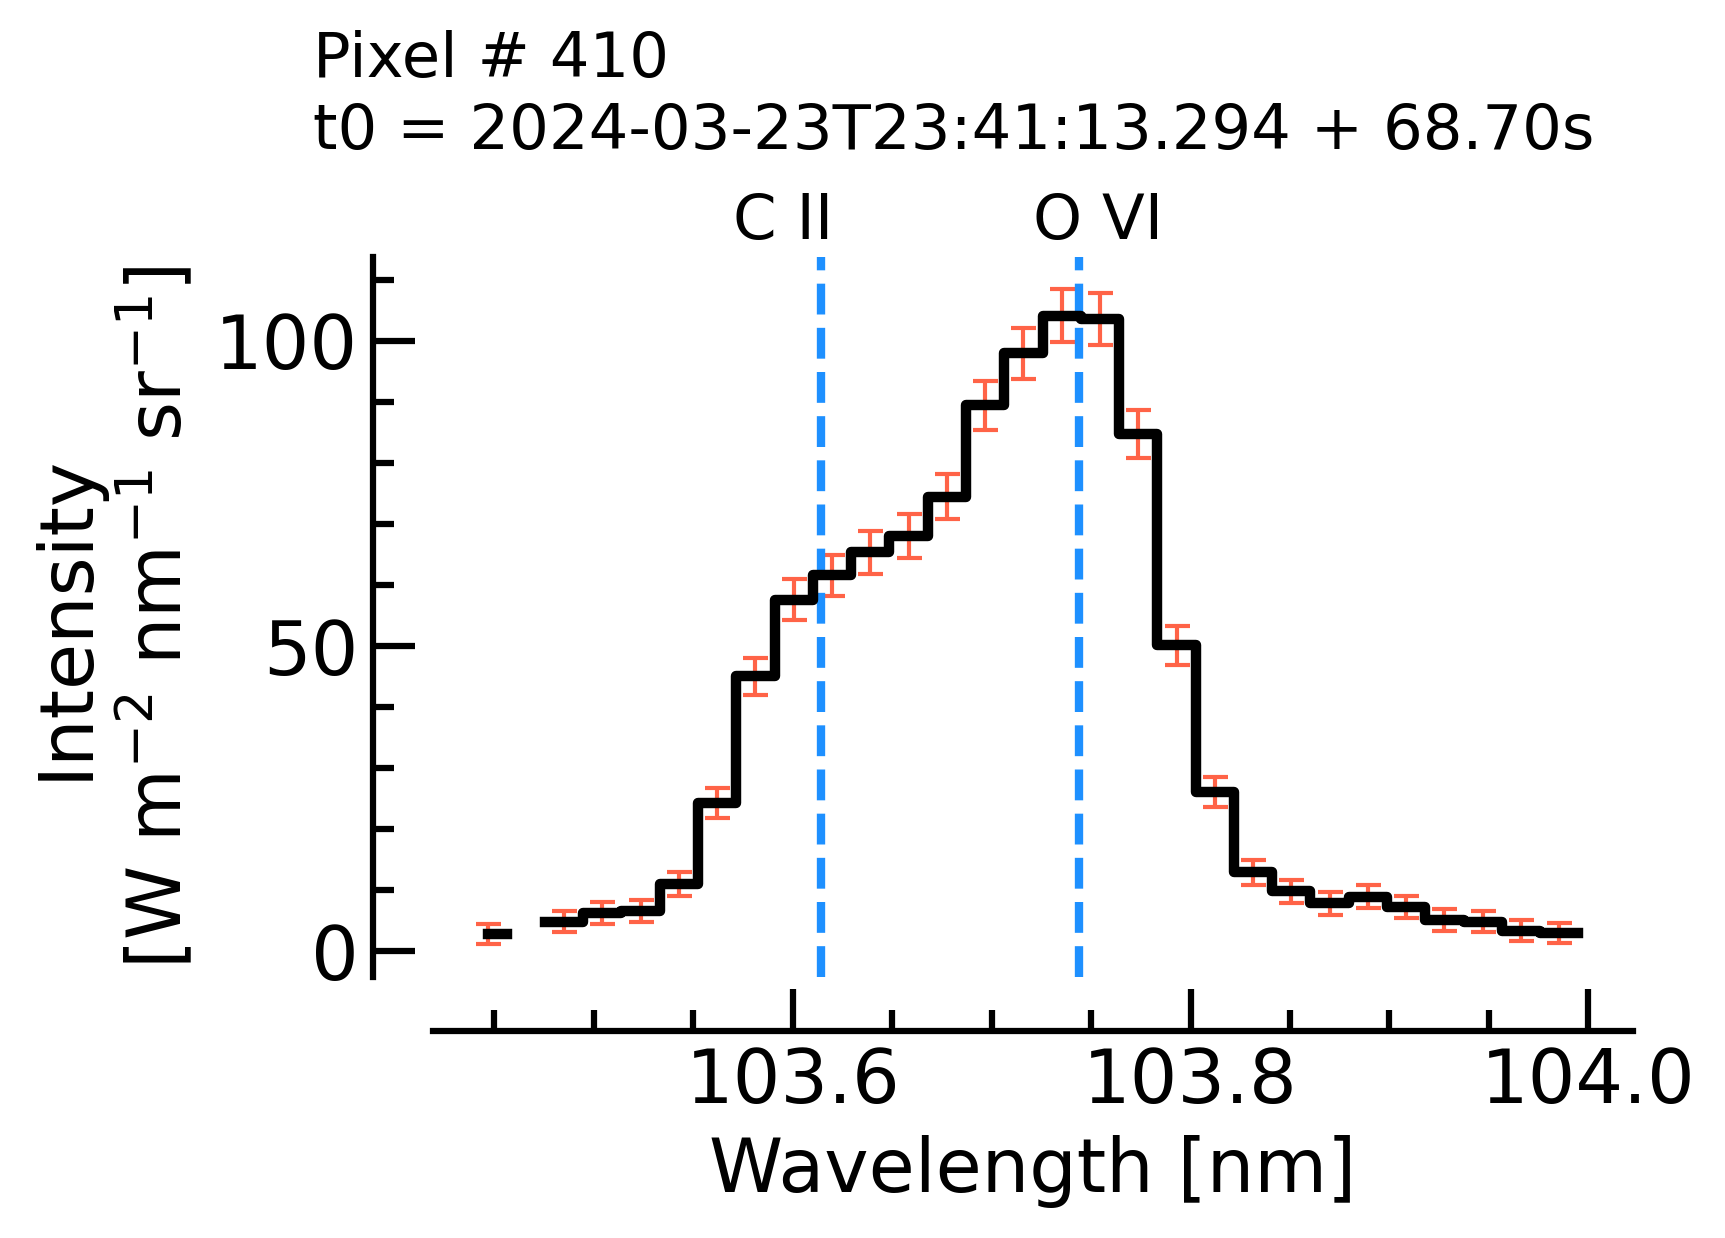 Pixel # 410
t0 = 2024-03-23T23:41:13.294 + 68.70s
C II
O VI
Intensity
[W m⁻² nm⁻¹ sr⁻¹]
100
50
0
103.6
103.8
104.0
Wavelength [nm]